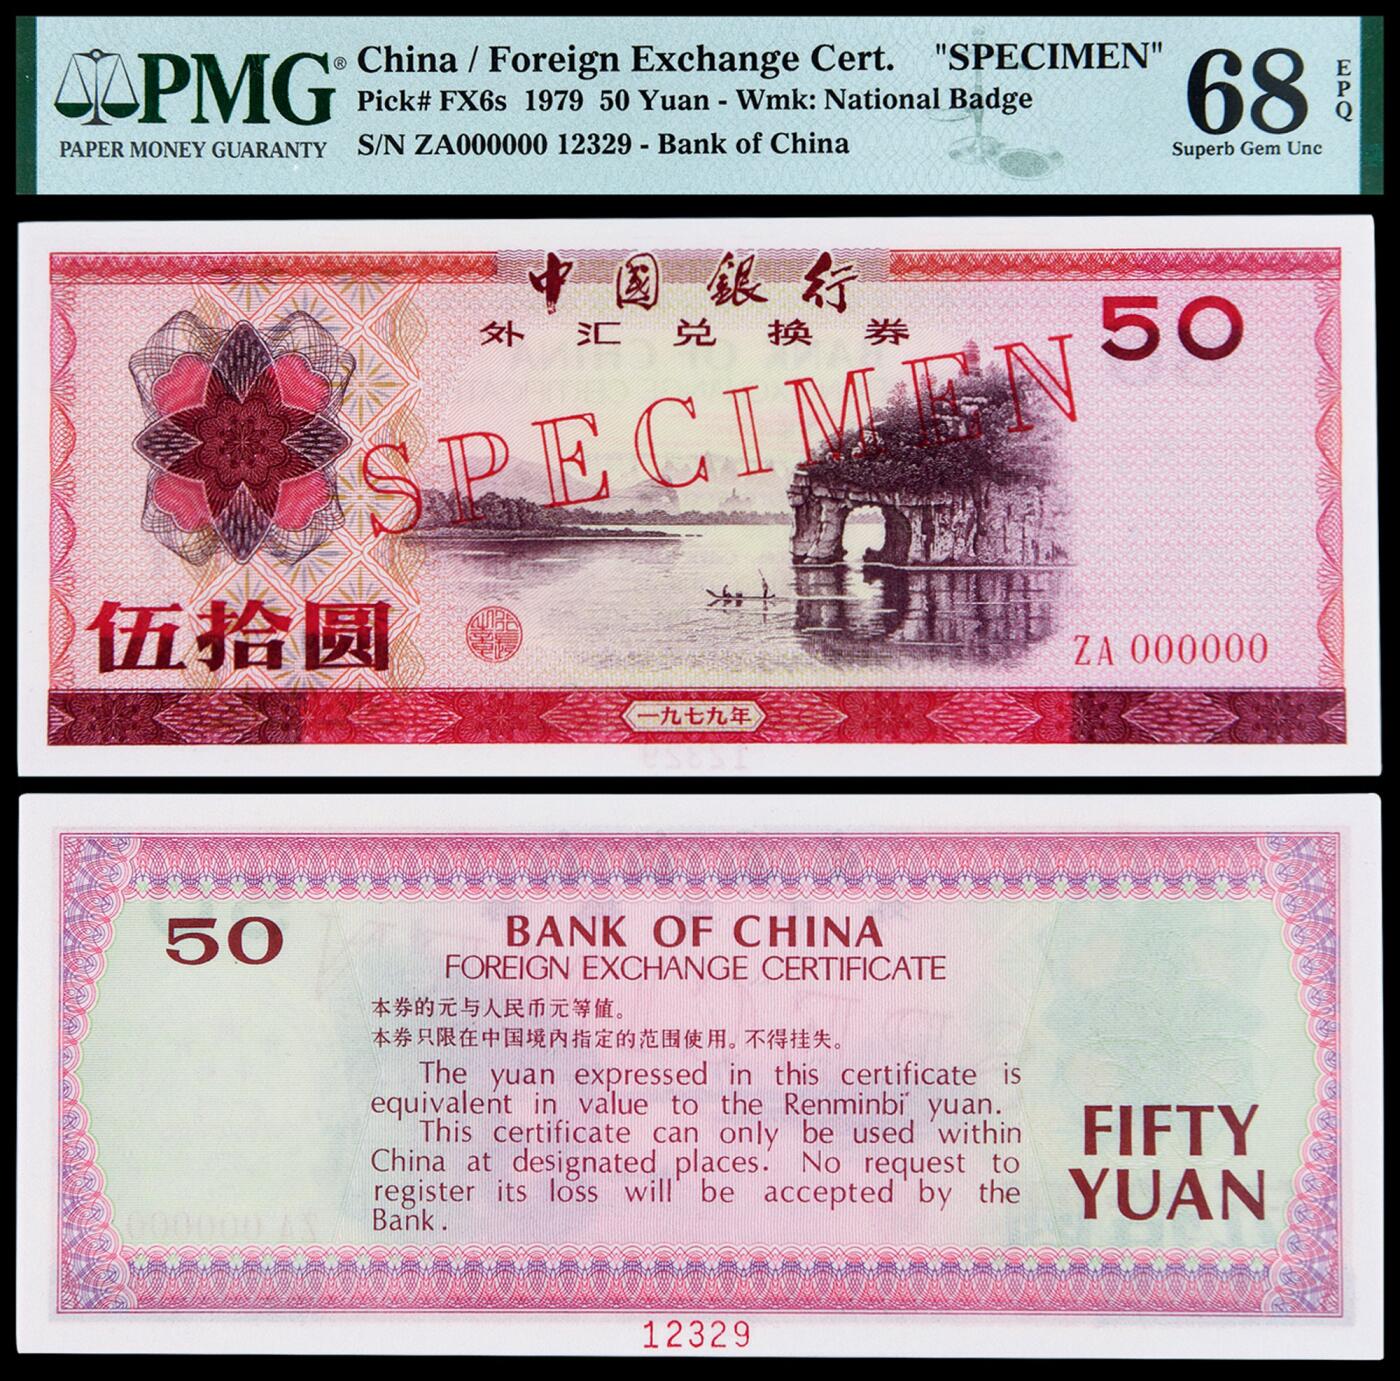 PMG®
PAPER MONEY GUARANTY
China / Foreign Exchange Cert. "SPECIMEN"
Pick# FX6s 1979 50 Yuan - Wmk: National Badge
S/N ZA000000 12329 - Bank of China
68
EPQ
Superb Gem Unc
中國銀行
外汇兑换券
50
SPECIMEN
伍拾圆
ZA 000000
一九七九年
50
BANK OF CHINA
FOREIGN EXCHANGE CERTIFICATE
本券的元与人民币元等値。
本券只限在中国境内指定的范围使用。不得挂失。
The yuan expressed in this certificate is
equivalent in value to the Renminbi yuan.
This certificate can only be used within
China at designated places. No request to
register its loss will be accepted by the
Bank.
FIFTY
YUAN
12329